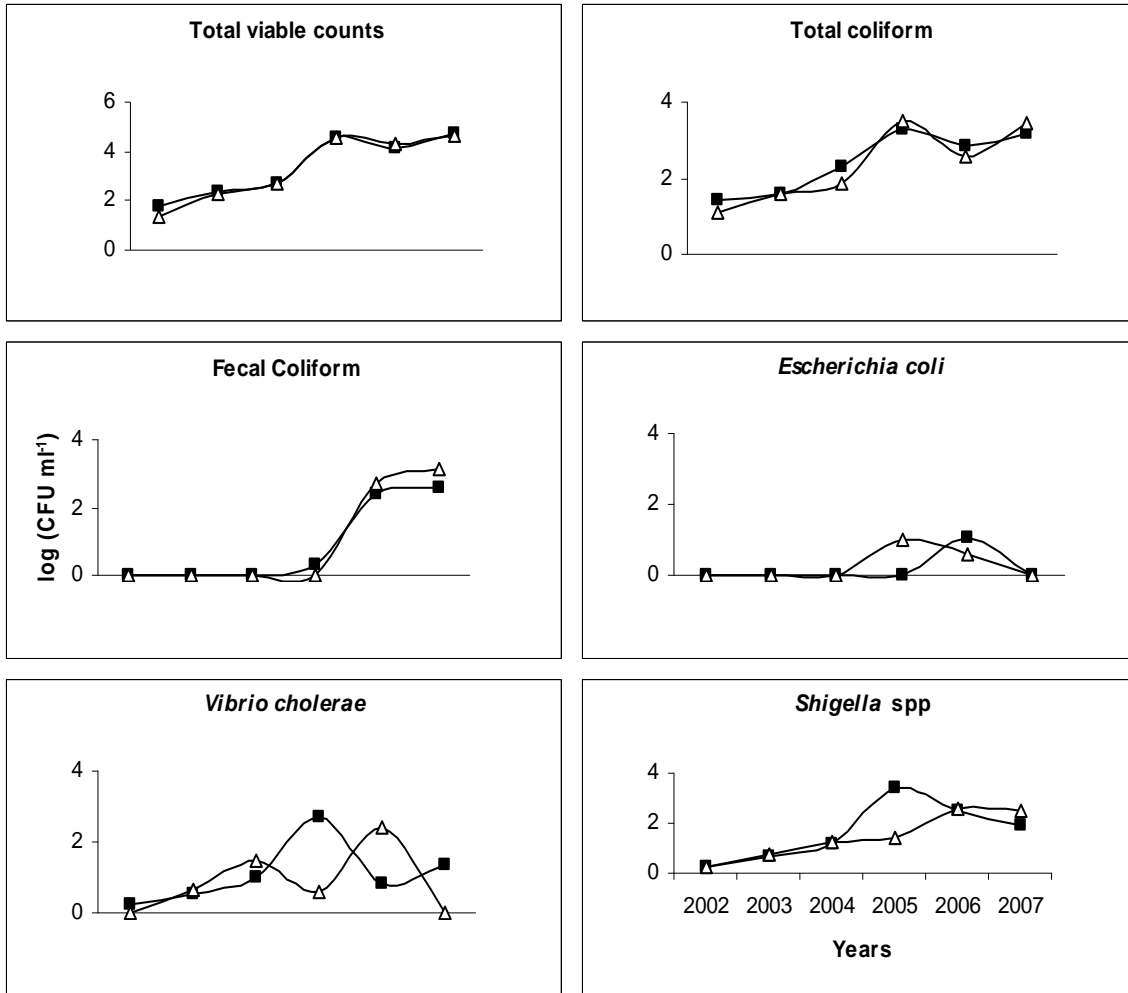 Total viable counts
6
4
2
0
Total coliform
4
2
0
Fecal Coliform
log (CFU ml-1)
4
2
0
Escherichia coli
4
2
0
Vibrio cholerae
4
2
0
Shigella spp
4
2
0
2002 2003 2004 2005 2006 2007
Years